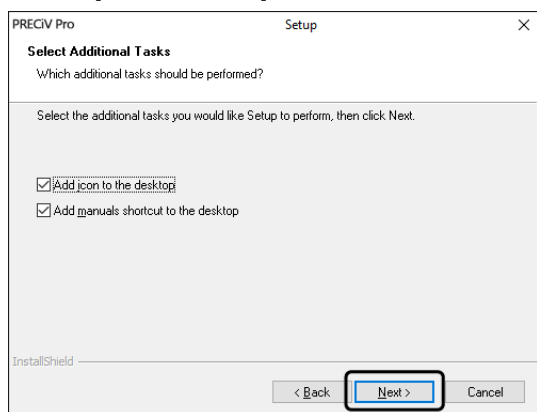 PRECiV Pro Setup
Select Additional Tasks
Which additional tasks should be performed?
Select the additional tasks you would like Setup to perform, then click Next.
Add icon to the desktop
Add manuals shortcut to the desktop
InstallShield
< Back Next > Cancel